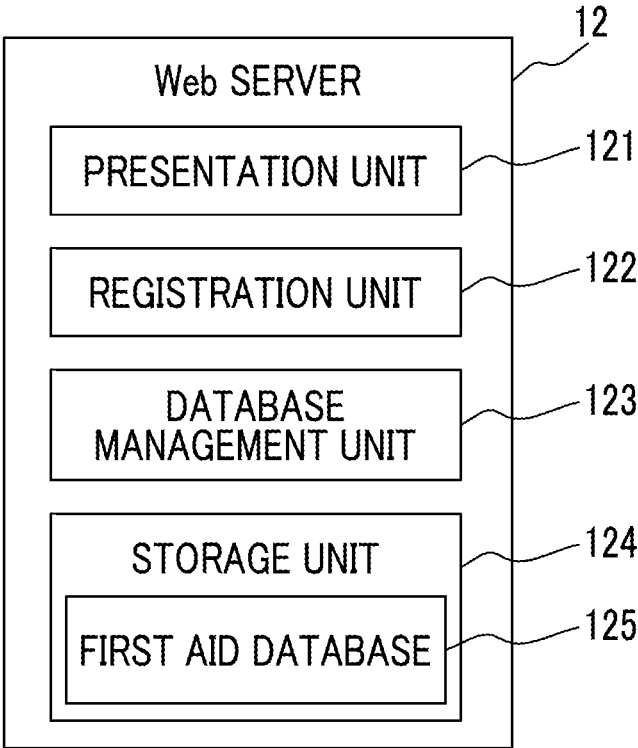 12
Web SERVER
PRESENTATION UNIT
121
REGISTRATION UNIT
122
DATABASE
MANAGEMENT UNIT
123
STORAGE UNIT
124
FIRST AID DATABASE
125